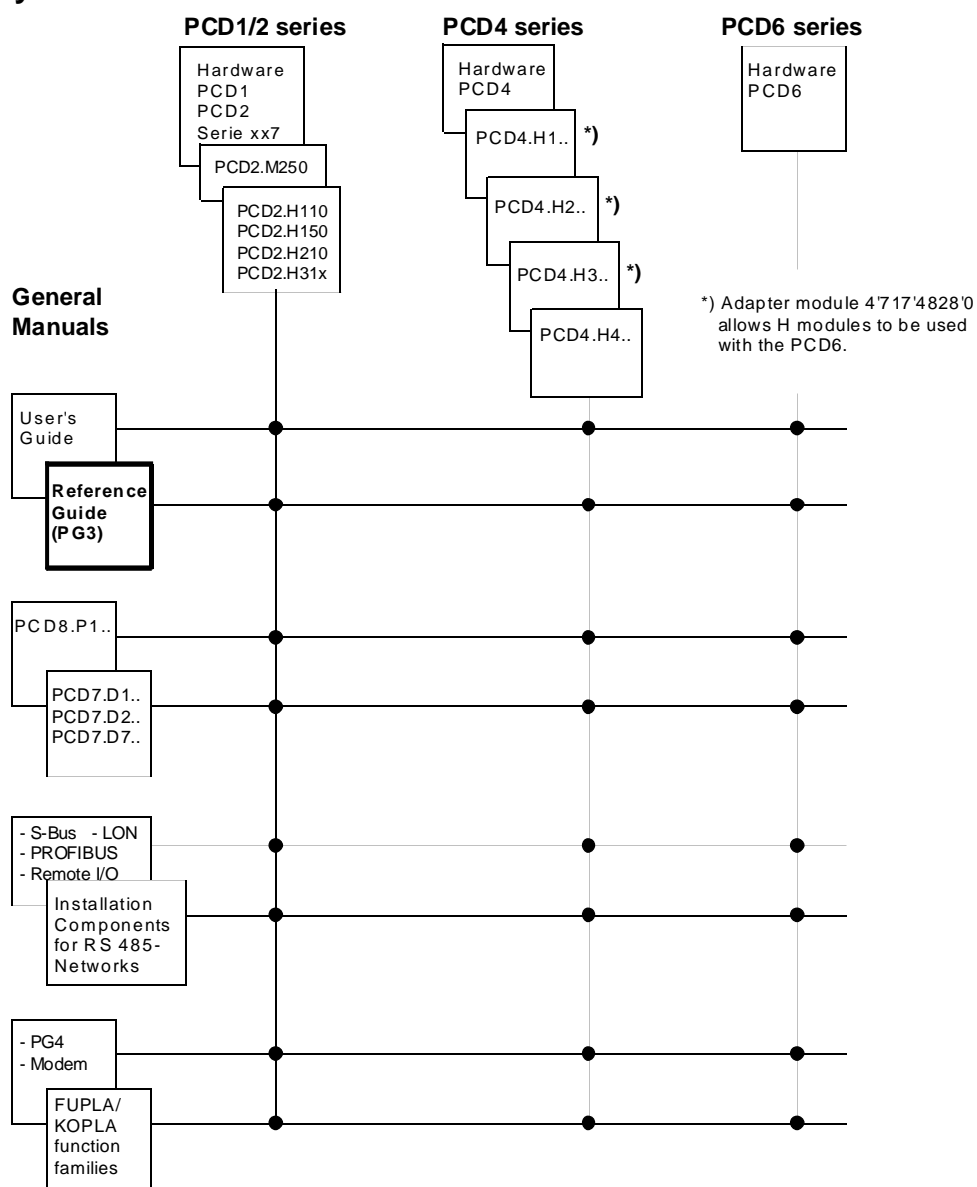 PCD1/2 series
PCD4 series
PCD6 series
Hardware
PCD1
PCD2
Serie xx7
PCD2.M250
PCD2.H110
PCD2.H150
PCD2.H210
PCD2.H31x
Hardware
PCD4
PCD4.H1.. *)
PCD4.H2.. *)
PCD4.H3.. *)
PCD4.H4..
Hardware
PCD6
*) Adapter module 4'717'4828'0
allows H modules to be used
with the PCD6.
General
Manuals
User's
Guide
Reference
Guide
(PG3)
PCD8.P1..
PCD7.D1..
PCD7.D2..
PCD7.D7..
- S-Bus - LON
- PROFIBUS
- Remote I/O
Installation
Components
for RS 485-
Networks
- PG4
- Modem
FUPLA/
KOPLA
function
families